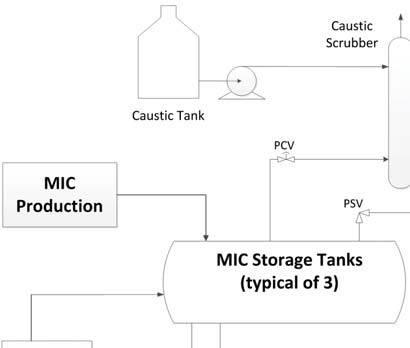 Caustic
Scrubber
Caustic Tank
PCV
MIC
Production
PSV
MIC Storage Tanks
(typical of 3)